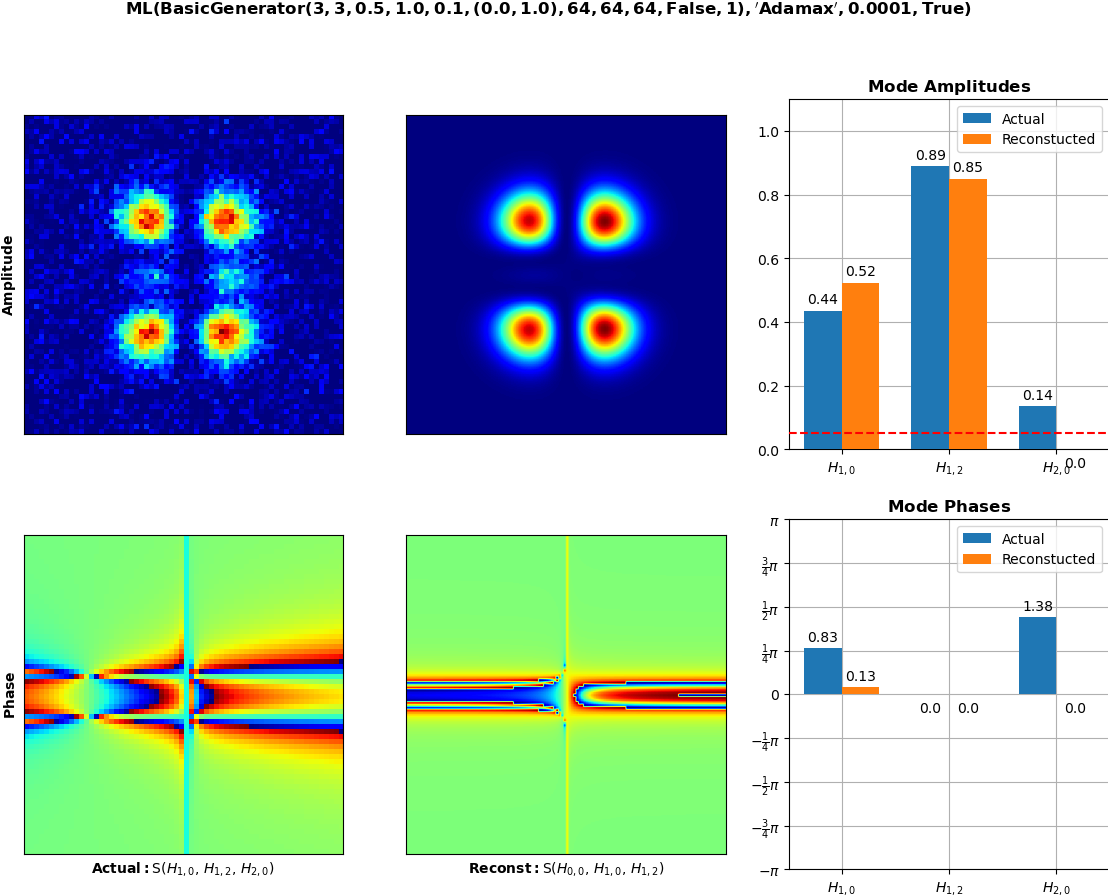 ML(BasicGenerator(3, 3, 0.5, 1.0, 0.1, (0.0, 1.0), 64, 64, 64, False, 1), ′Adamax′, 0.0001, True)
Amplitude
Mode Amplitudes
Actual
Reconstucted
1.0
0.8
0.6
0.4
0.2
0.0
0.44
0.52
0.89
0.85
0.14
0.0
H1,0
H1,2
H2,0
Phase
Actual: S(H1,0, H1,2, H2,0)
Reconst: S(H0,0, H1,0, H1,2)
Mode Phases
Actual
Reconstucted
π
3/4π
1/2π
1/4π
0
−1/4π
−1/2π
−3/4π
−π
0.83
0.13
0.0
0.0
1.38
0.0
H1,0
H1,2
H2,0